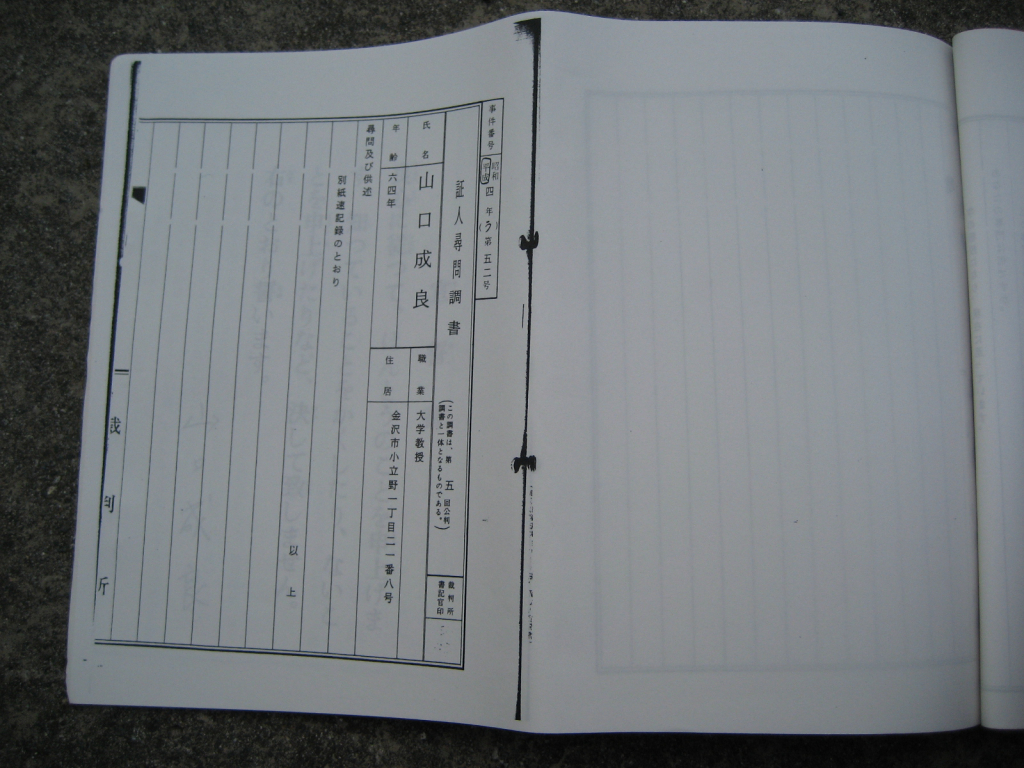 事件番号 昭和 平成 四年(う)第五二号
証人尋問調書
(この調書は、第五回公判
調書と一体となるものである。)
裁判所
書記官印
氏名 山口成良
職業 大学教授
年齢 六四年
住居 金沢市小立野一丁目二一番八号
尋問及び供述
別紙速記録のとおり
以上
裁判所